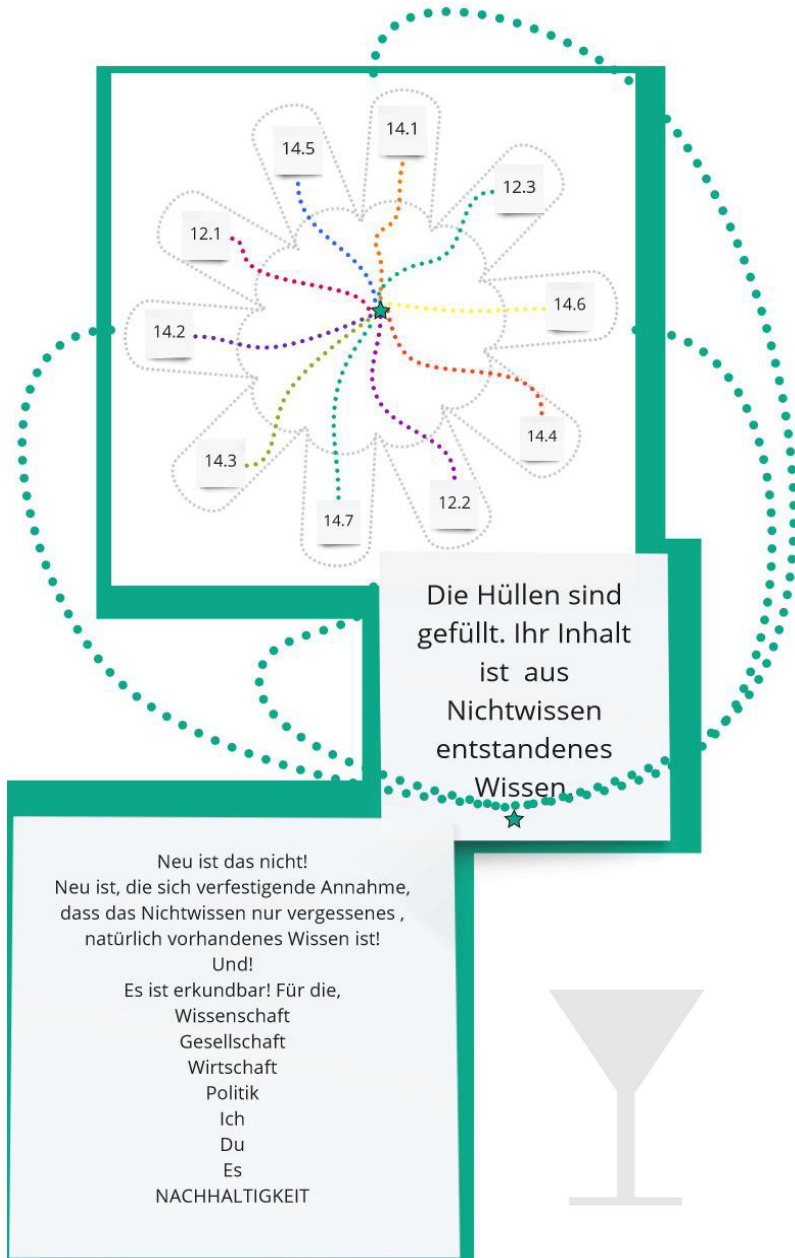 14.1
14.5
12.3
12.1
14.6
14.2
14.4
14.3
12.2
14.7
Die Hüllen sind
gefüllt. Ihr Inhalt
ist aus
Nichtwissen
entstandenes
Wissen.
Neu ist das nicht!
Neu ist, die sich verfestigende Annahme,
dass das Nichtwissen nur vergessenes ,
natürlich vorhandenes Wissen ist!
Und!
Es ist erkundbar! Für die,
Wissenschaft
Gesellschaft
Wirtschaft
Politik
Ich
Du
Es
NACHHALTIGKEIT